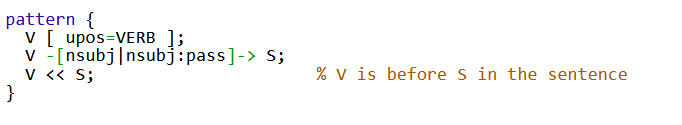 pattern {
  V [ upos=VERB ];
  V -[nsubj|nsubj:pass]-> S;
  V << S;                      % V is before S in the sentence
}